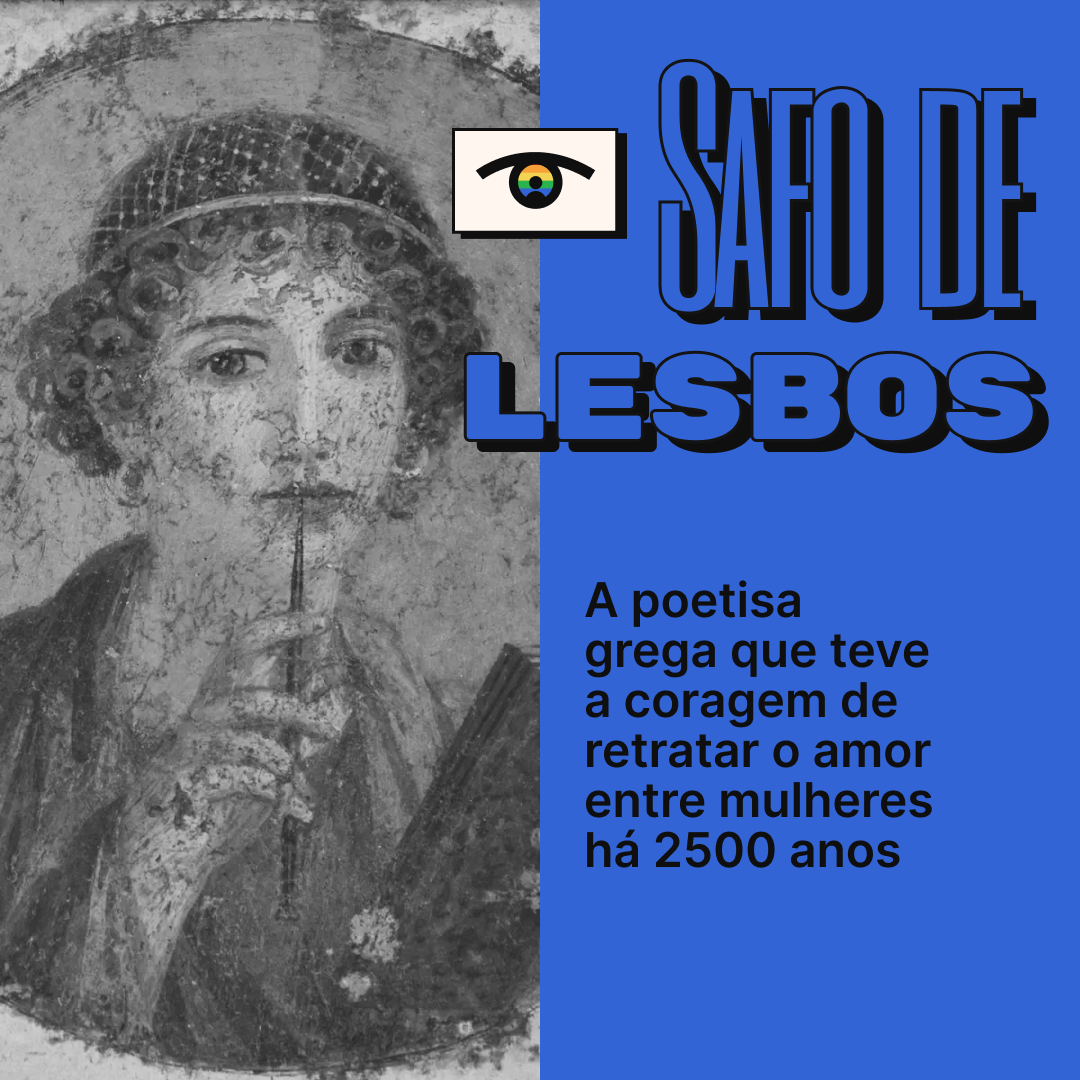 SAFO DE
LESBOS
A poetisa
grega que teve
a coragem de
retratar o amor
entre mulheres
há 2500 anos